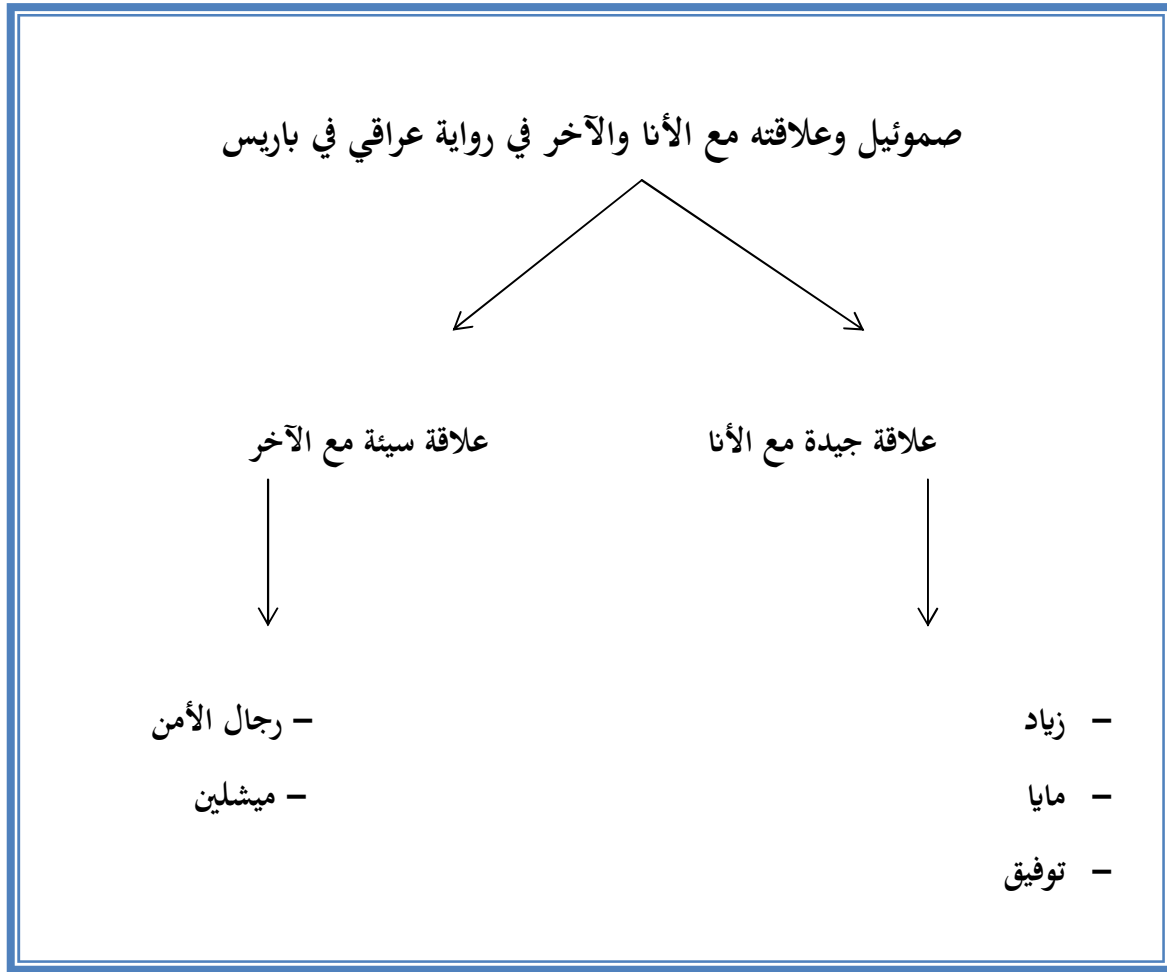 صموئيل وعلاقته مع الأنا والآخر في رواية عراقي في باريس
علاقة جيدة مع الأنا
علاقة سيئة مع الآخر
– زياد
– مايا
– توفيق
– رجال الأمن
– ميشلين